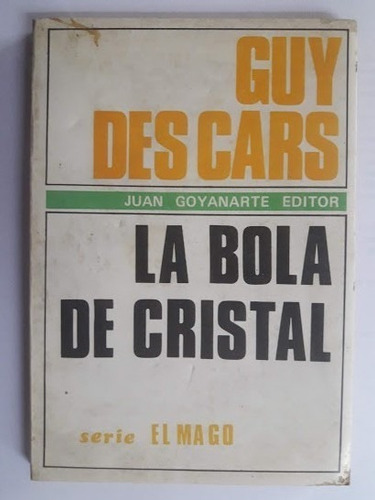 GUY
DES CARS
JUAN GOYANARTE EDITOR
LA BOLA
DE CRISTAL
serie EL MAGO